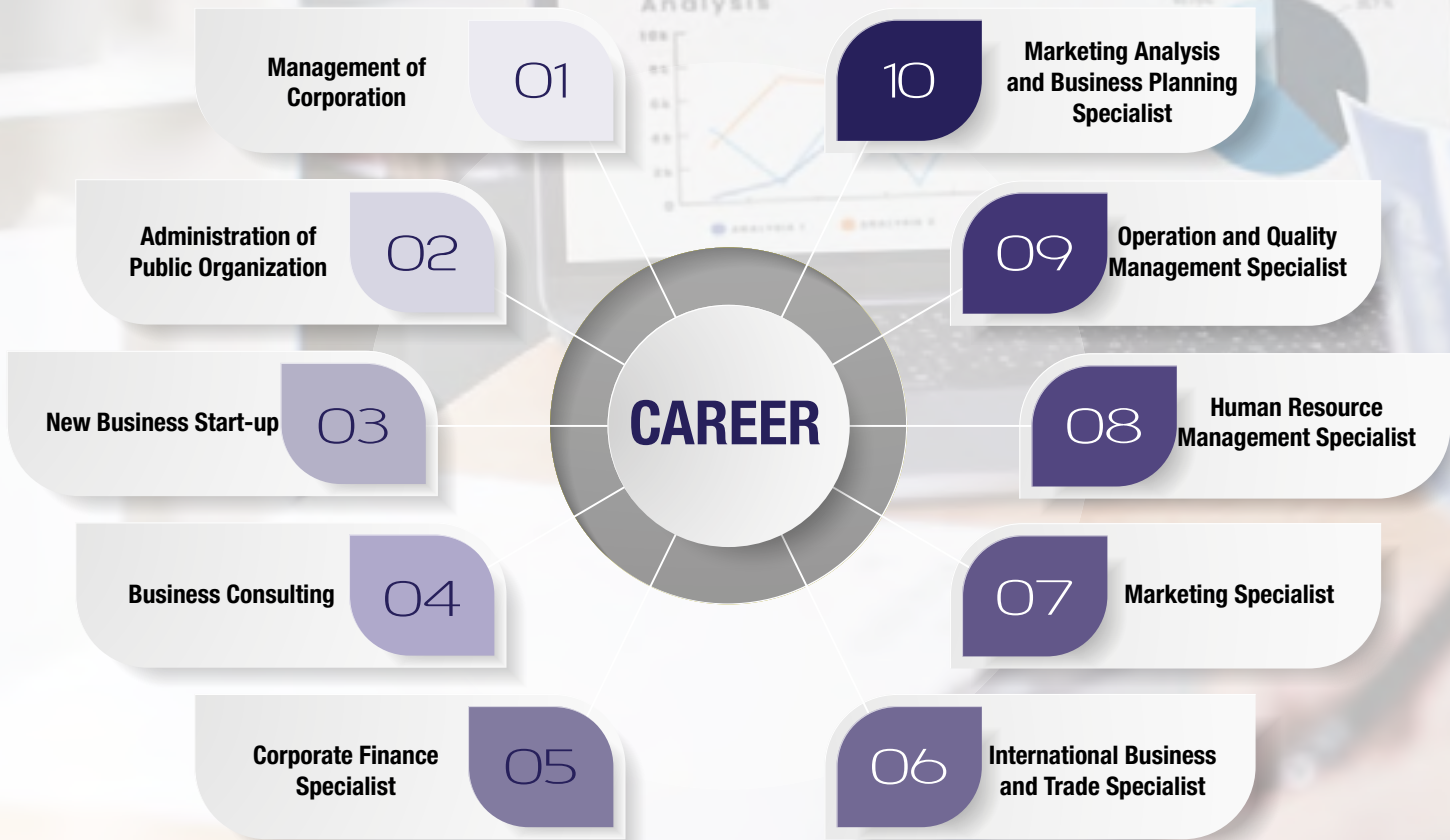 Analysis
01
Management of
Corporation
02
Administration of
Public Organization
03
New Business Start-up
04
Business Consulting
05
Corporate Finance
Specialist
CAREER
10
Marketing Analysis
and Business Planning
Specialist
09
Operation and Quality
Management Specialist
08
Human Resource
Management Specialist
07
Marketing Specialist
06
International Business
and Trade Specialist